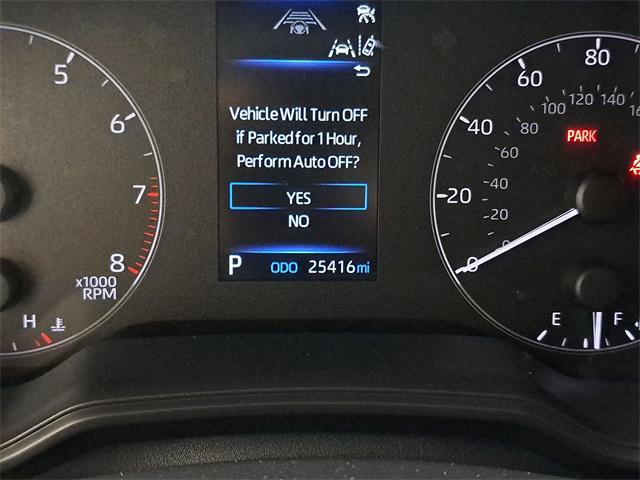 Vehicle Will Turn OFF
if Parked for 1 Hour,
Perform Auto OFF?
YES
NO
P ODO 25416 mi
5
6
7
8
x1000
RPM
H
80
60
40
20
0
120 140
100
80
60
40
20
0
PARK
E F